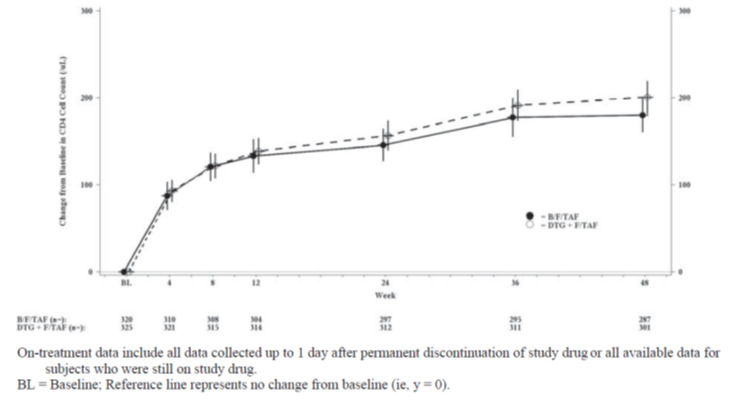 300
300
200
200
100
100
0
0
Change from Baseline in CD4 Cell Count (/uL)
= B/F/TAF
= DTG + F/TAF
BL 4 8 12 24 36 48
Week
B/F/TAF (n=): 320 310 308 304 297 295 287
DTG + F/TAF (n=): 325 321 315 314 312 311 301
On-treatment data include all data collected up to 1 day after permanent discontinuation of study drug or all available data for
subjects who were still on study drug.
BL = Baseline; Reference line represents no change from baseline (ie, y = 0).